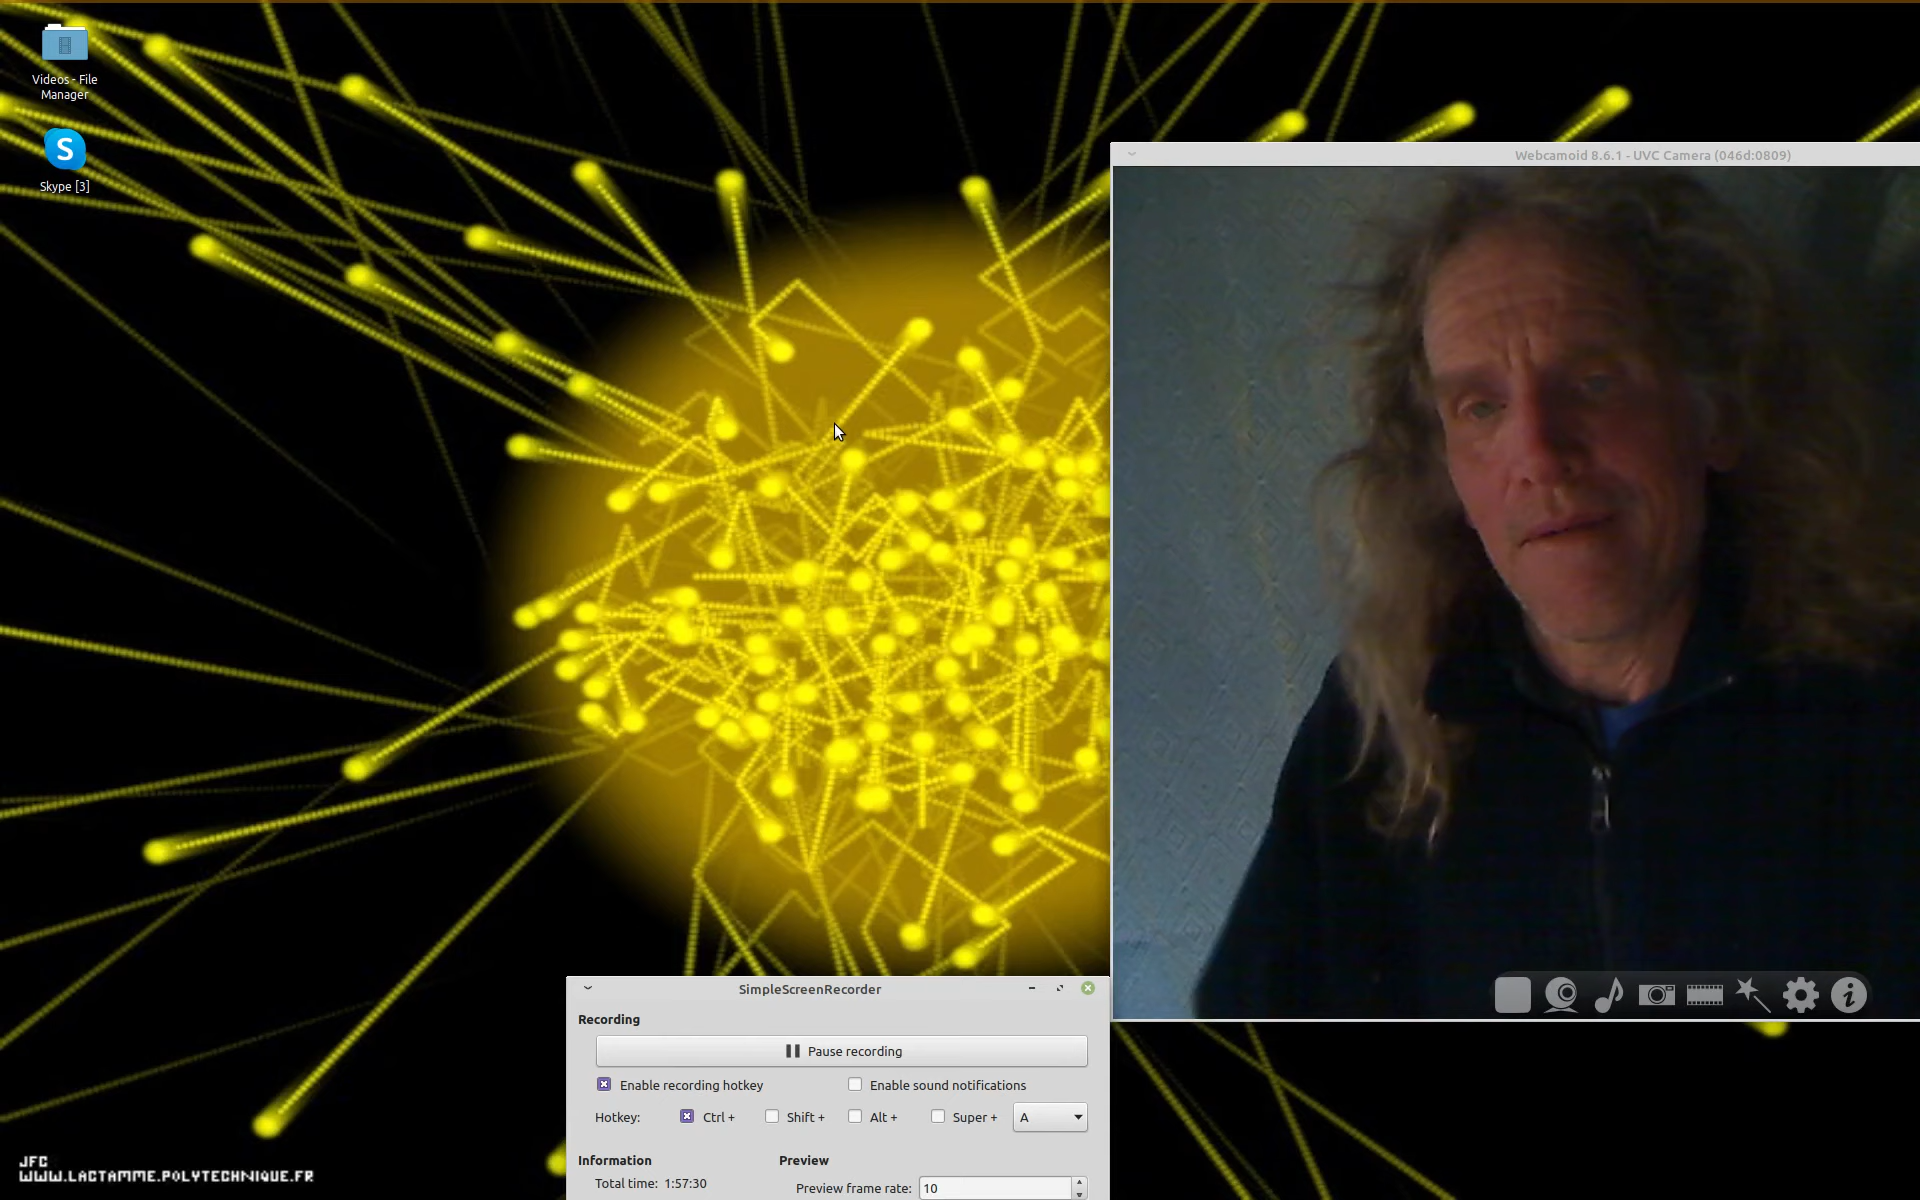 Videos - File
Manager
Skype [3]
Webcamoid 8.6.1 - UVC Camera (046d:0809)
SimpleScreenRecorder
Recording
Pause recording
Enable recording hotkey
Enable sound notifications
Hotkey: Ctrl + Shift + Alt + Super + A
Information
Preview
Total time: 1:57:30
Preview frame rate: 10
JFC
WWW.LACTAMME.POLYTECHNIQUE.FR